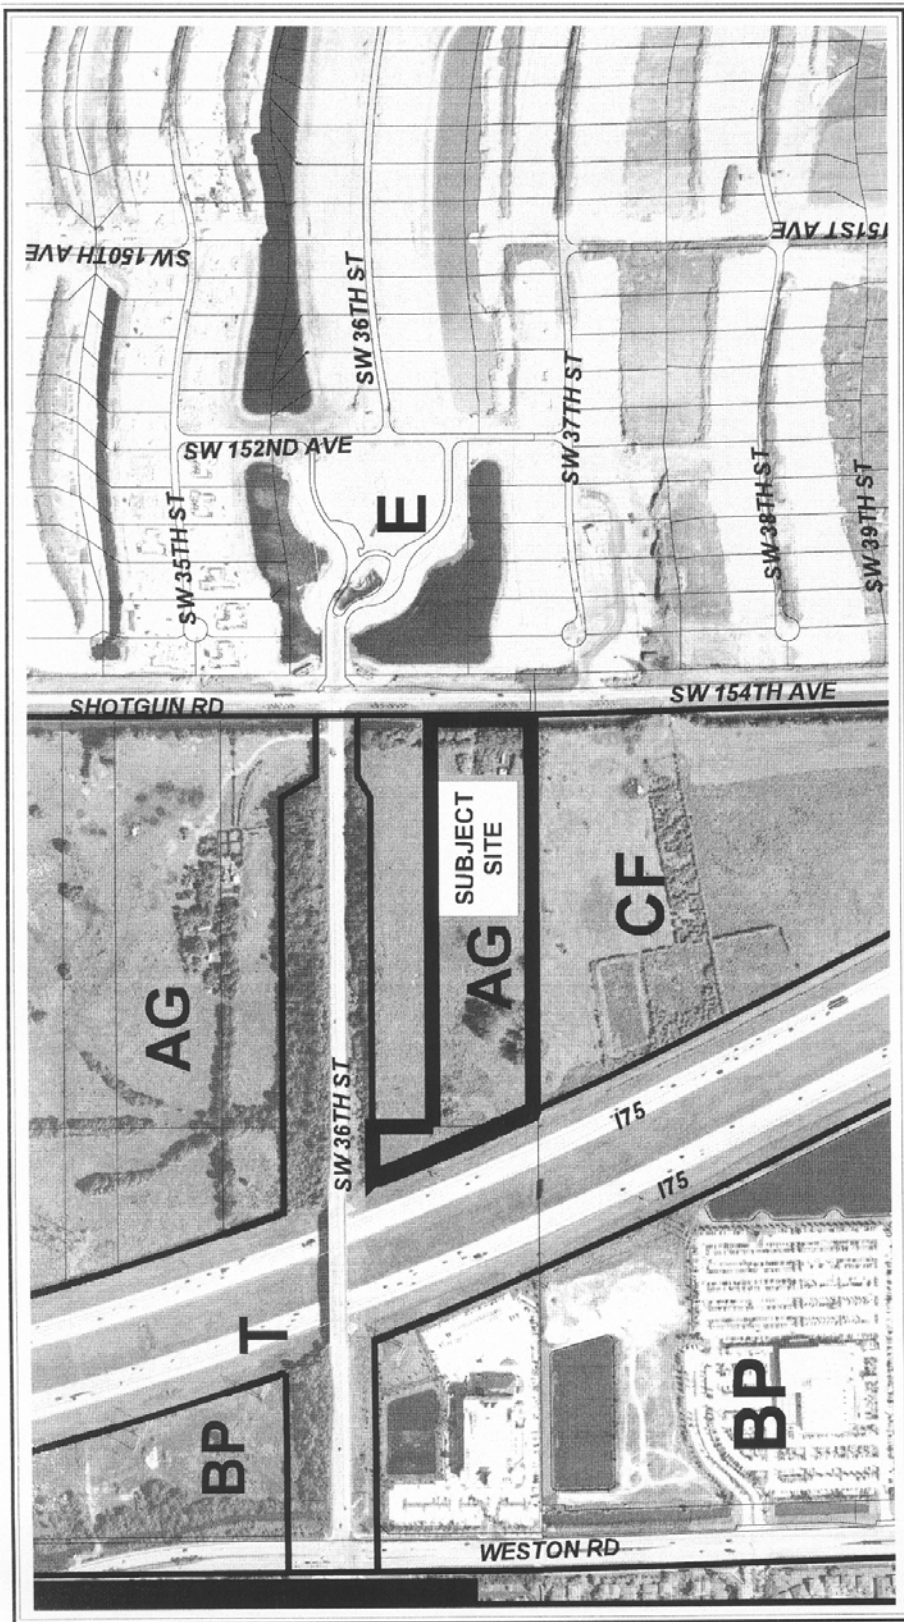 SW 150TH AVE
SW 36TH ST
151ST AVE
SW 152ND AVE
SW 37TH ST
SW 35TH ST
E
SW 38TH ST
SW 39TH ST
SHOTGUN RD
SW 154TH AVE
SUBJECT
SITE
AG
CF
AG
SW 36TH ST
I75
I75
T
BP
BP
WESTON RD